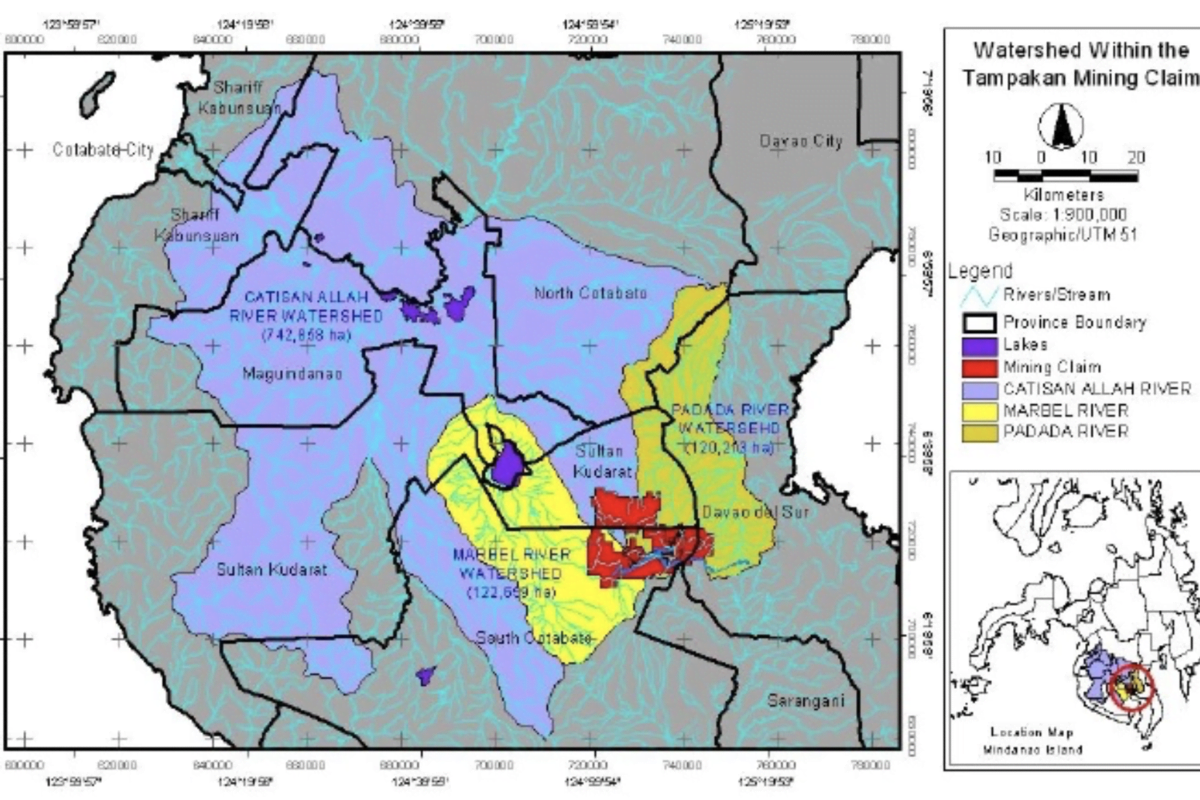 123°59'57"
124°19'56"
124°39'55"
124°59'54"
125°19'53"
600000 620000 640000 660000 680000 700000 720000 740000 760000 780000
Shariff
Kabunsuan
Cotabato City
Davao City
Shariff
Kabunsuan
CATISAN ALLAH
RIVER WATERSHED
(742,858 ha)
North Cotabato
Maguindanao
PADADA RIVER
WATERSEHD
(120,213 ha)
Sultan
Kudarat
Davao del Sur
MARBEL RIVER
WATERSHED
(122,659 ha)
Sultan Kudarat
South Cotabato
Sarangani
600000 620000 640000 660000 680000 700000 720000 740000 760000 780000
123°59'57"
124°19'56"
124°39'55"
124°59'54"
125°19'53"
Watershed Within the
Tampakan Mining Claim
10 0 10 20
Kilometers
Scale: 1:900,000
Geographic/UTM 51
Legend
Rivers/Stream
Province Boundary
Lakes
Mining Claim
CATISAN ALLAH RIVER
MARBEL RIVER
PADADA RIVER
Location Map
Mindanao Island